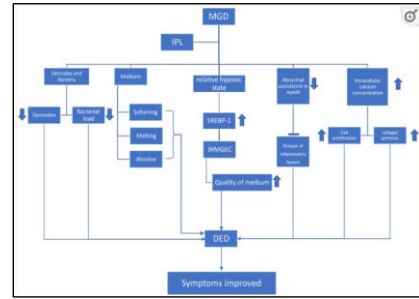 MGD
IPL
Demodex and Bacteria
Meibum
relative hypoxic
state
Abnormal
vasculature in
eyelid
Intracellular
calcium
concentration
Demodex
Bacterial
load
Softening
Melting
dissolve
SREBP-1
IHMGEC
Quality of meibum
Release of
inflammatory
factors
Cell
proliferation
collagen
synthesis
DED
Symptoms improved